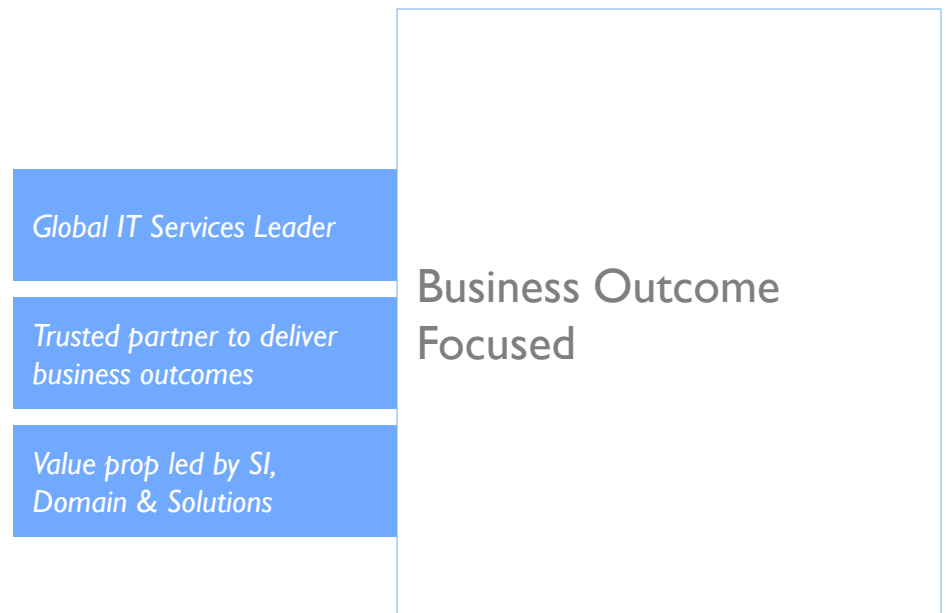 Global IT Services Leader
Trusted partner to deliver
business outcomes
Value prop led by SI,
Domain & Solutions
Business Outcome
Focused